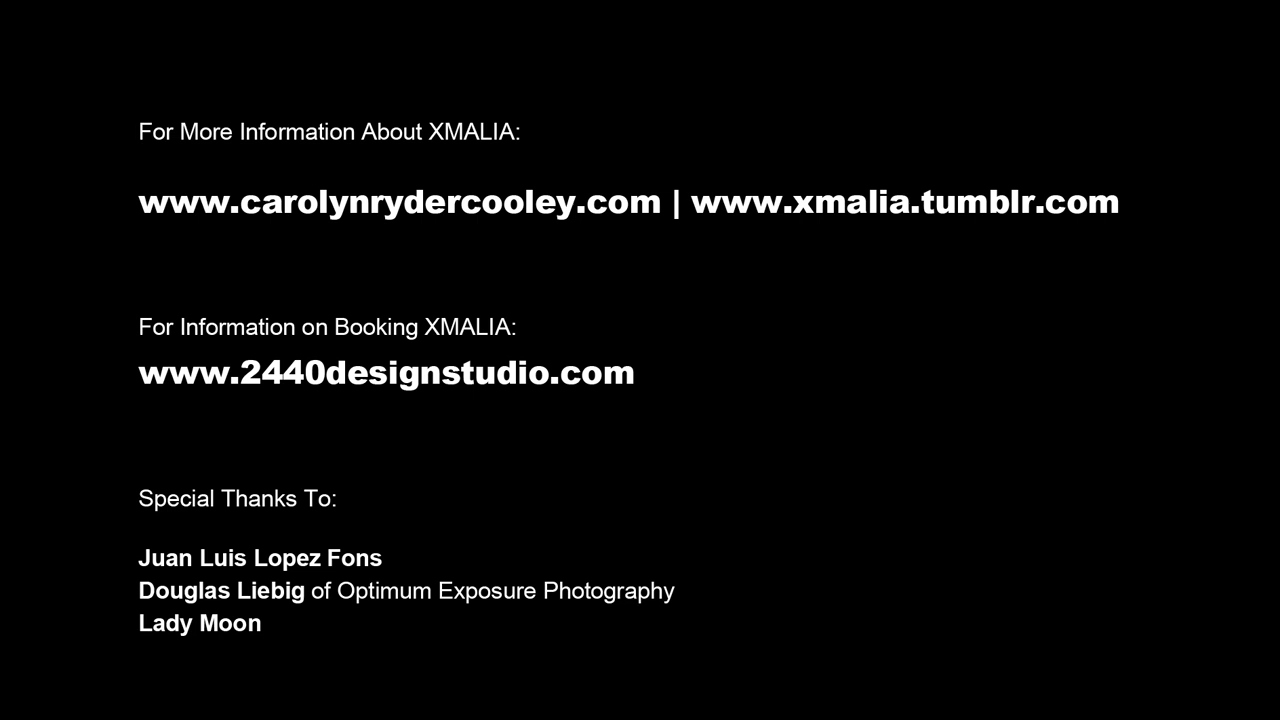 For More Information About XMALIA:
www.carolynrydercooley.com | www.xmalia.tumblr.com
For Information on Booking XMALIA:
www.2440designstudio.com
Special Thanks To:
Juan Luis Lopez Fons
Douglas Liebig of Optimum Exposure Photography
Lady Moon